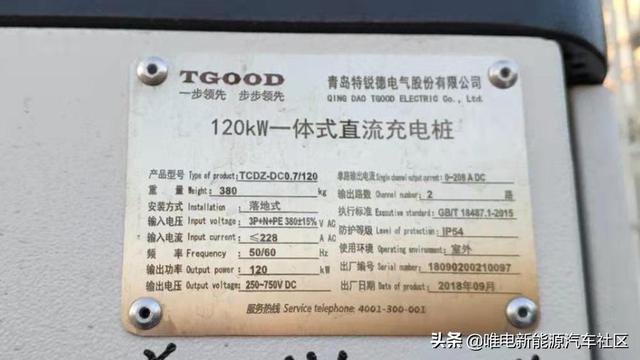 TGOOD
一步领先 步步领先
青岛特锐德电气股份有限公司
QING DAO TGOOD ELECTRIC Co., Ltd.
120kW一体式直流充电桩
产品型号 Type of product: TCDZ-DC0.7/120
重 量 Weight: 380 kg
安装方式 Installation : 落地式
输入电压 Input voltage: 3P+N+PE 380±15% V AC
输入电流 Input current: ≤228 A AC
频 率 Frequency : 50/60 Hz
输出功率 Output power: 120 kW
输出电压 Output voltage: 250~750V DC
单路输出电流 Single channel output current: 0~208 A DC
输出路数 Channel number: 2 路
执行标准 Executive standard: GB/T 18487.1-2015
防护等级 Level of protection: IP54
使用环境 Operating environment: 室外
出厂编号 Serial number: 18090200210097
出厂日期 Date of product: 2018年09月
服务热线 Service telephone: 4001-300-001
头条 @唯电新能源汽车社区